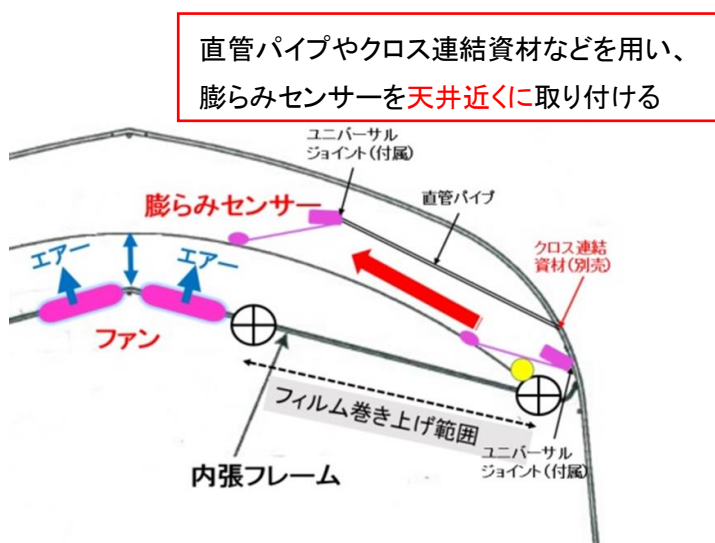 直管パイプやクロス連結資材などを用い、
膨らみセンサーを天井近くに取り付ける
ユニバーサル
ジョイント(付属)
直管パイプ
膨らみセンサー
クロス連結
資材(別売)
エアー
エアー
ファン
フィルム巻き上げ範囲
内張フレーム
ユニバーサル
ジョイント(付属)